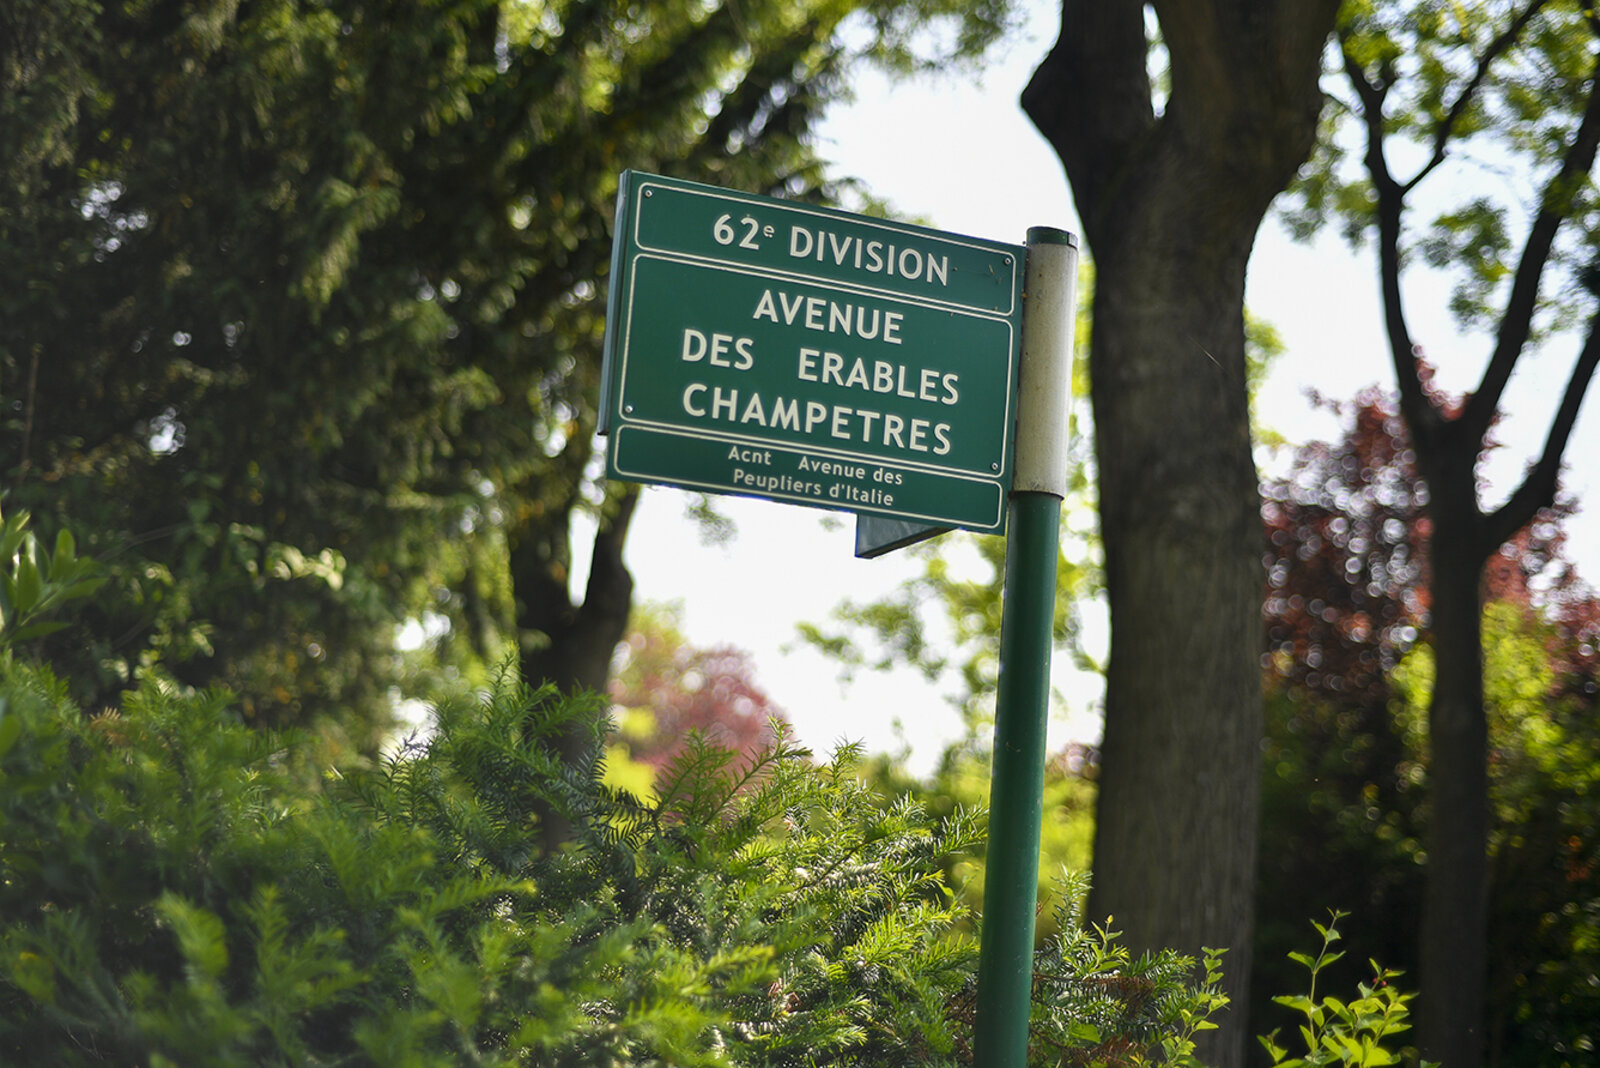 62e DIVISION
AVENUE
DES ERABLES
CHAMPETRES
Acnt Avenue des
Peupliers d'Italie